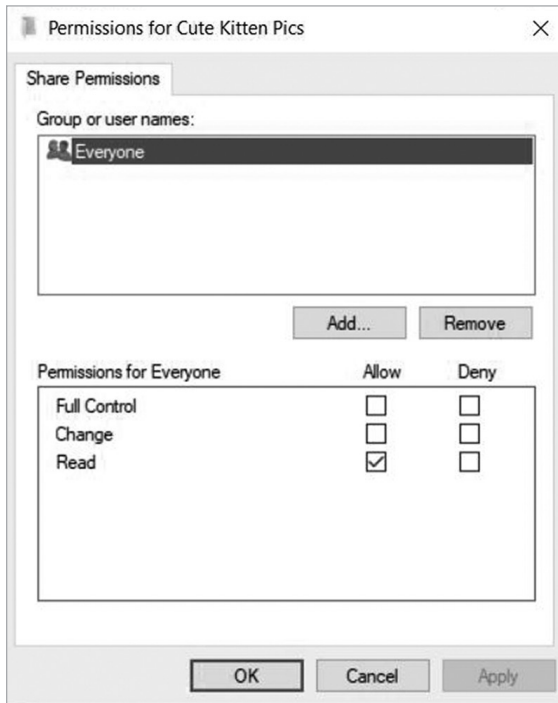 Permissions for Cute Kitten Pics
Share Permissions
Group or user names:
Everyone
Add...
Remove
Permissions for Everyone Allow Deny
Full Control
Change
Read
OK
Cancel
Apply